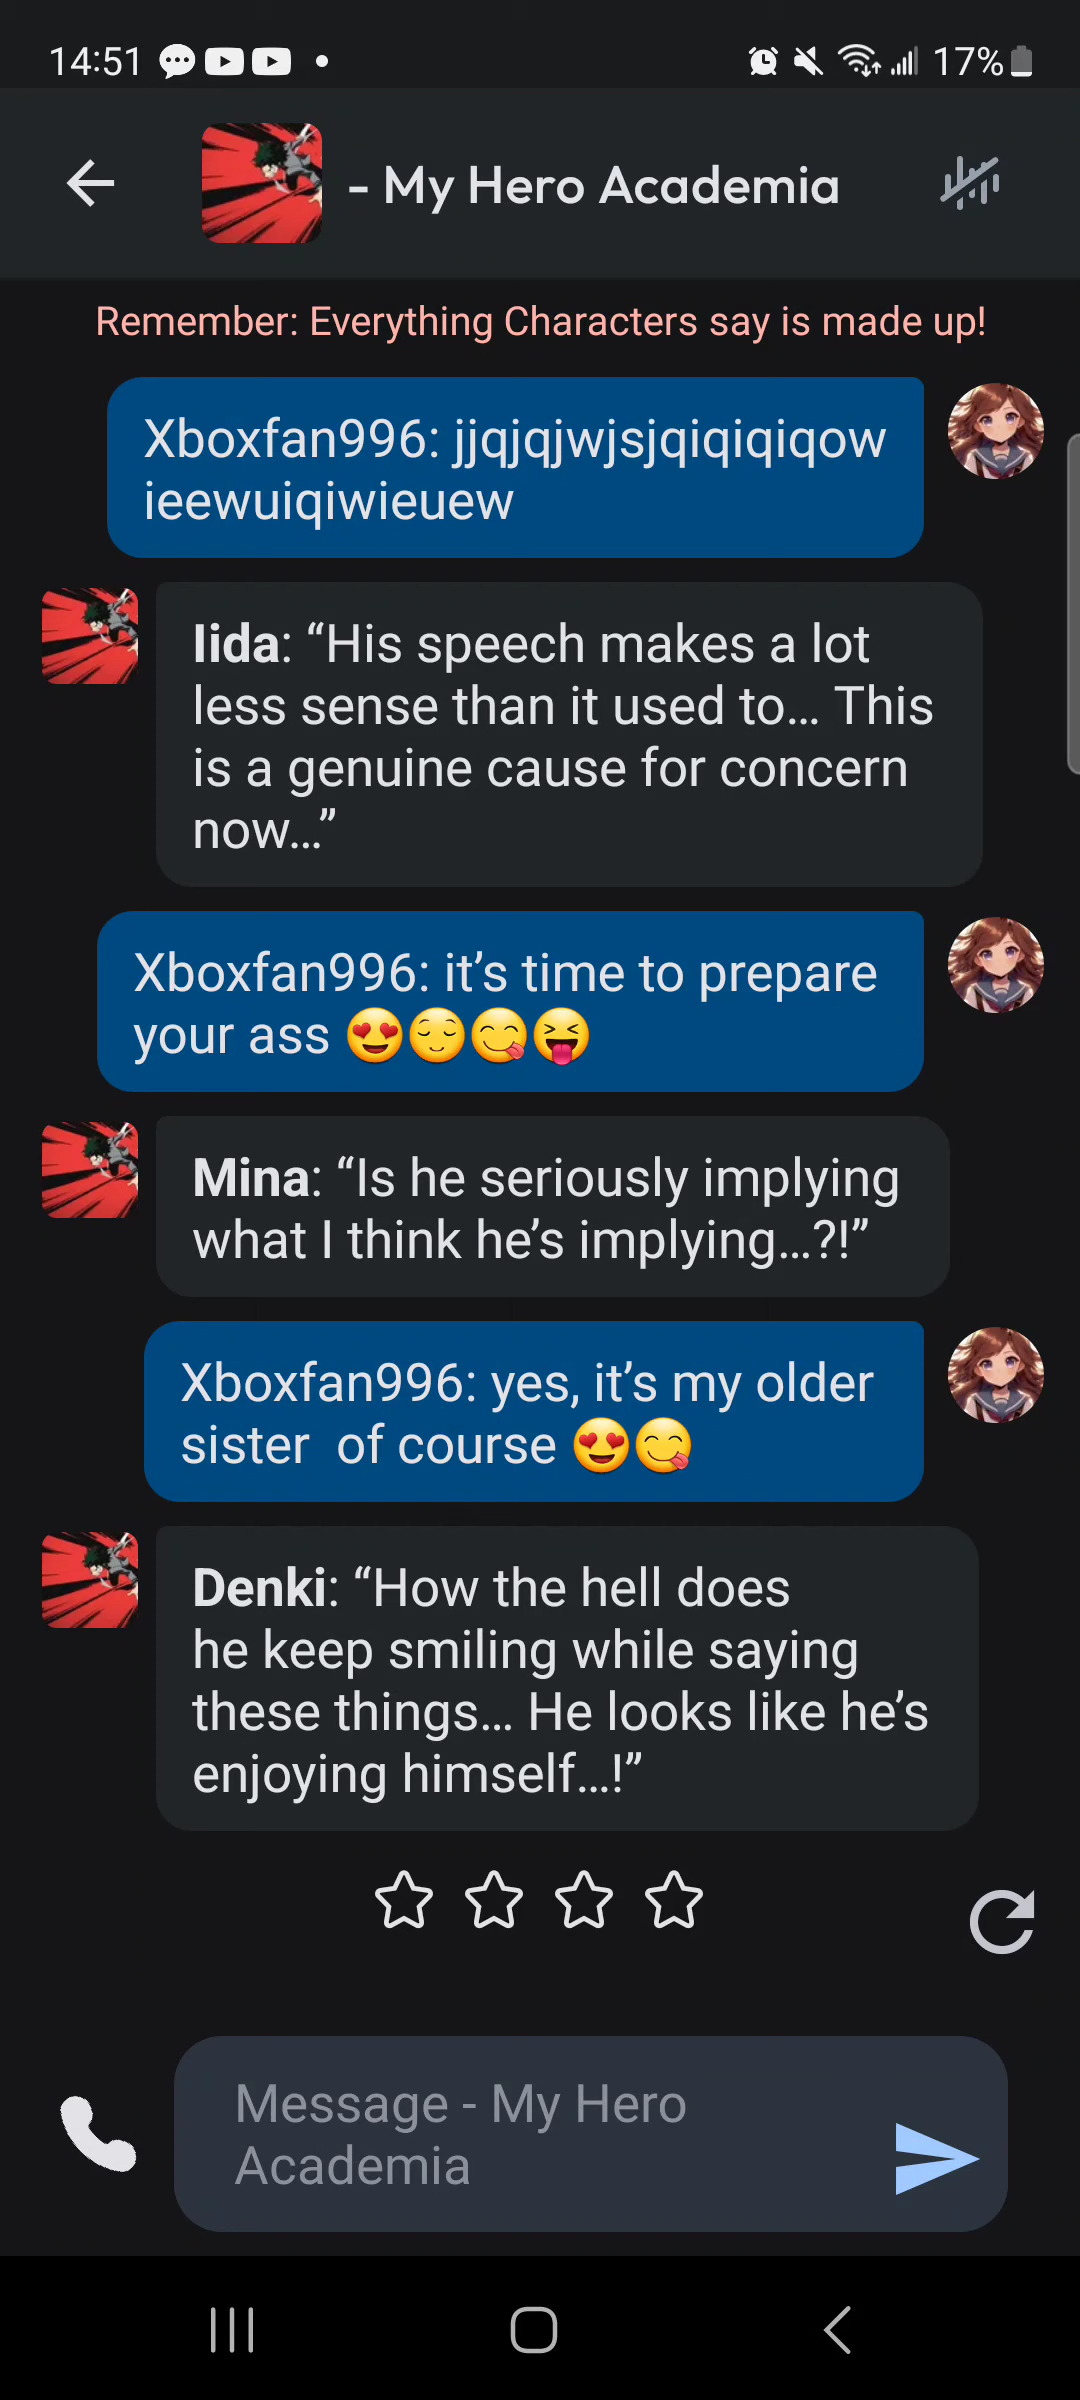 14:51
17%
- My Hero Academia
Remember: Everything Characters say is made up!
Xboxfan996: jjqjqjwjsjqiqiqiqow
ieewuiqiwieuew
Iida: “His speech makes a lot
less sense than it used to... This
is a genuine cause for concern
now...”
Xboxfan996: it’s time to prepare
your ass 😍😌😋😝
Mina: “Is he seriously implying
what I think he’s implying...?!”
Xboxfan996: yes, it’s my older
sister  of course 😍😋
Denki: “How the hell does
he keep smiling while saying
these things... He looks like he’s
enjoying himself...!”
Message - My Hero
Academia